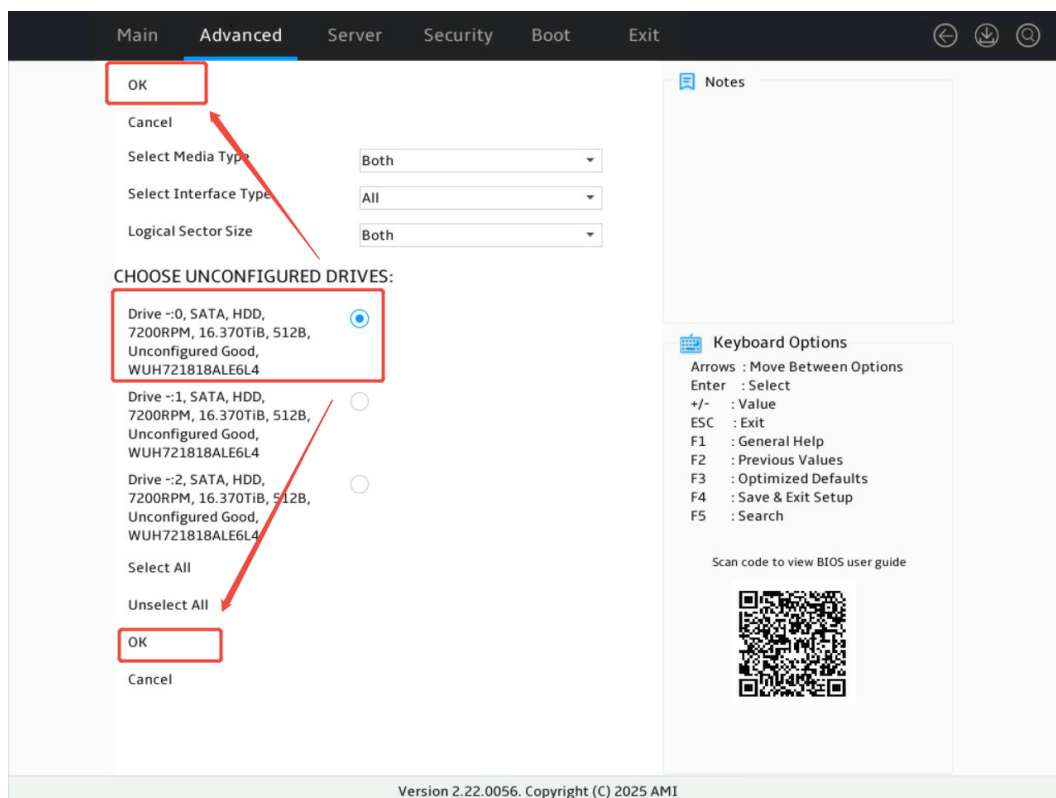 Main Advanced Server Security Boot Exit
OK
Cancel
Select Media Type Both
Select Interface Type All
Logical Sector Size Both
CHOOSE UNCONFIGURED DRIVES:
Drive -:0, SATA, HDD,
7200RPM, 16.370TiB, 512B,
Unconfigured Good,
WUH721818ALE6L4
Drive -:1, SATA, HDD,
7200RPM, 16.370TiB, 512B,
Unconfigured Good,
WUH721818ALE6L4
Drive -:2, SATA, HDD,
7200RPM, 16.370TiB, 512B,
Unconfigured Good,
WUH721818ALE6L4
Select All
Unselect All
OK
Cancel
Notes
Keyboard Options
Arrows : Move Between Options
Enter : Select
+/- : Value
ESC : Exit
F1 : General Help
F2 : Previous Values
F3 : Optimized Defaults
F4 : Save & Exit Setup
F5 : Search
Scan code to view BIOS user guide
Version 2.22.0056. Copyright (C) 2025 AMI